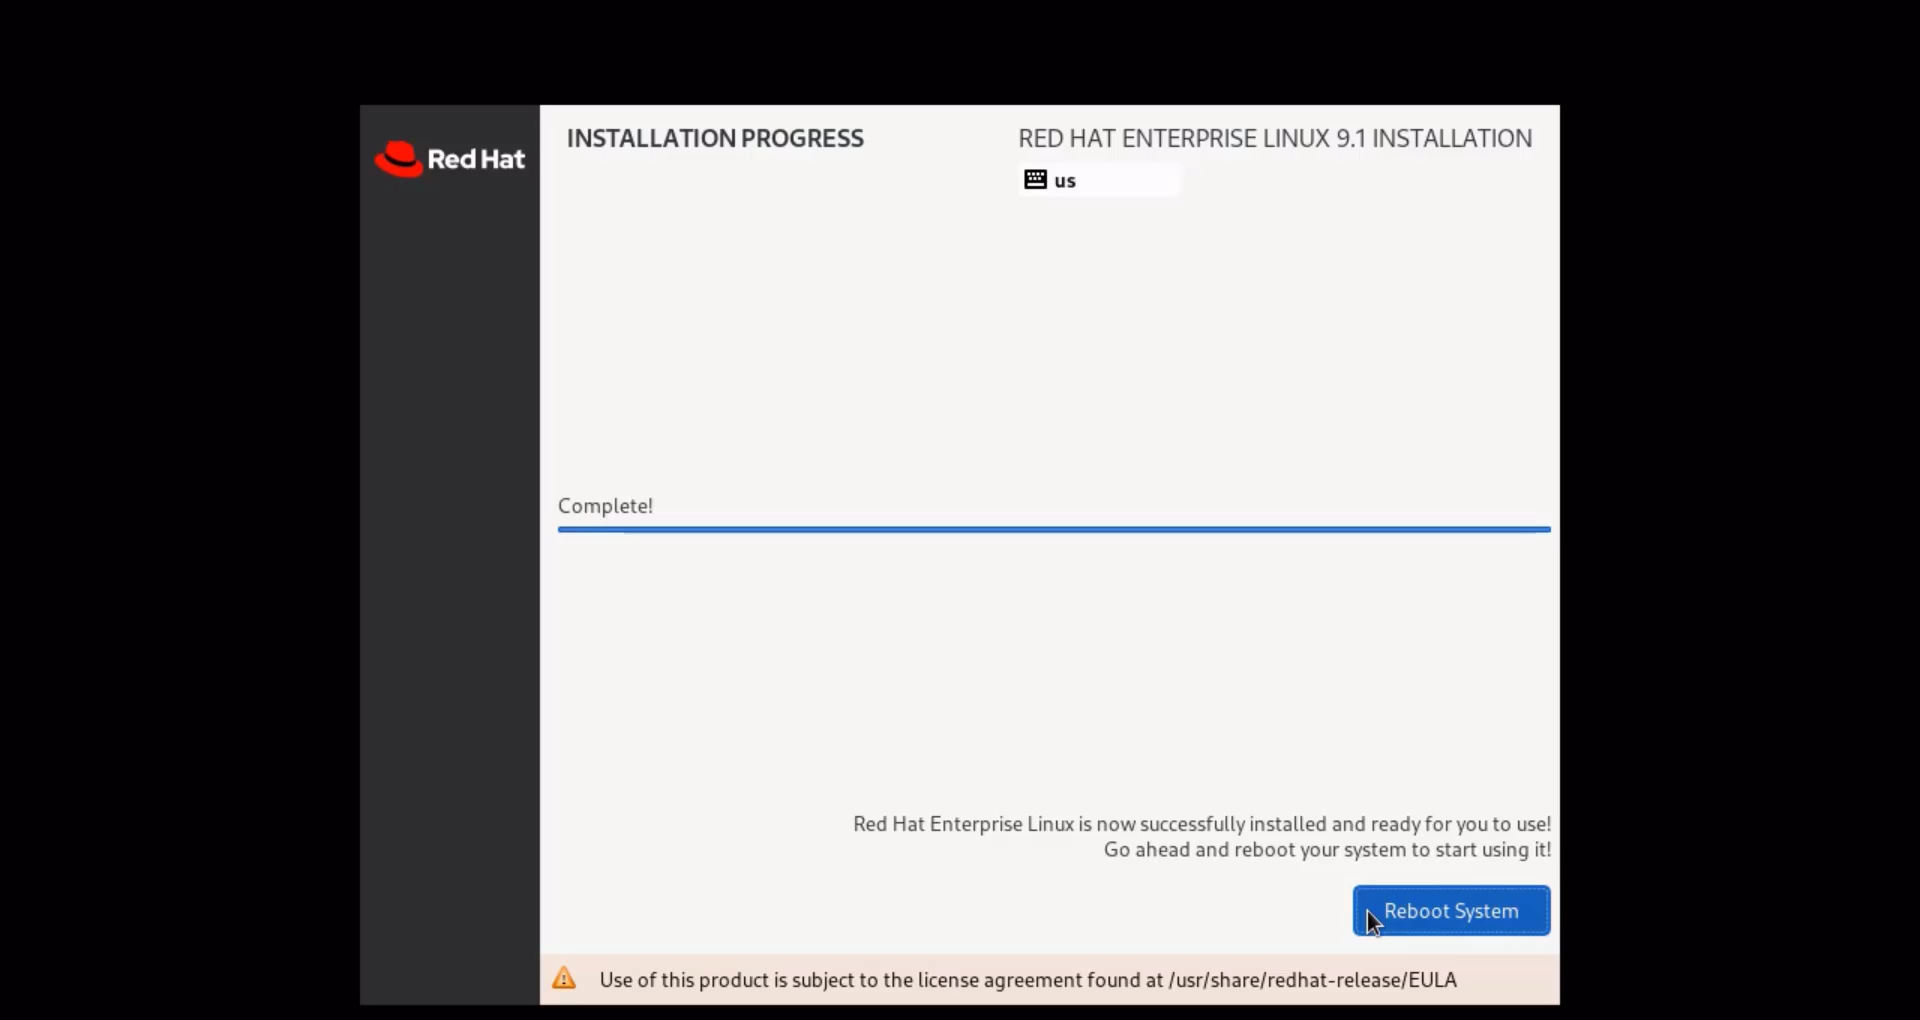 Red Hat
INSTALLATION PROGRESS
RED HAT ENTERPRISE LINUX 9.1 INSTALLATION
us
Complete!
Red Hat Enterprise Linux is now successfully installed and ready for you to use!
Go ahead and reboot your system to start using it!
Reboot System
Use of this product is subject to the license agreement found at /usr/share/redhat-release/EULA